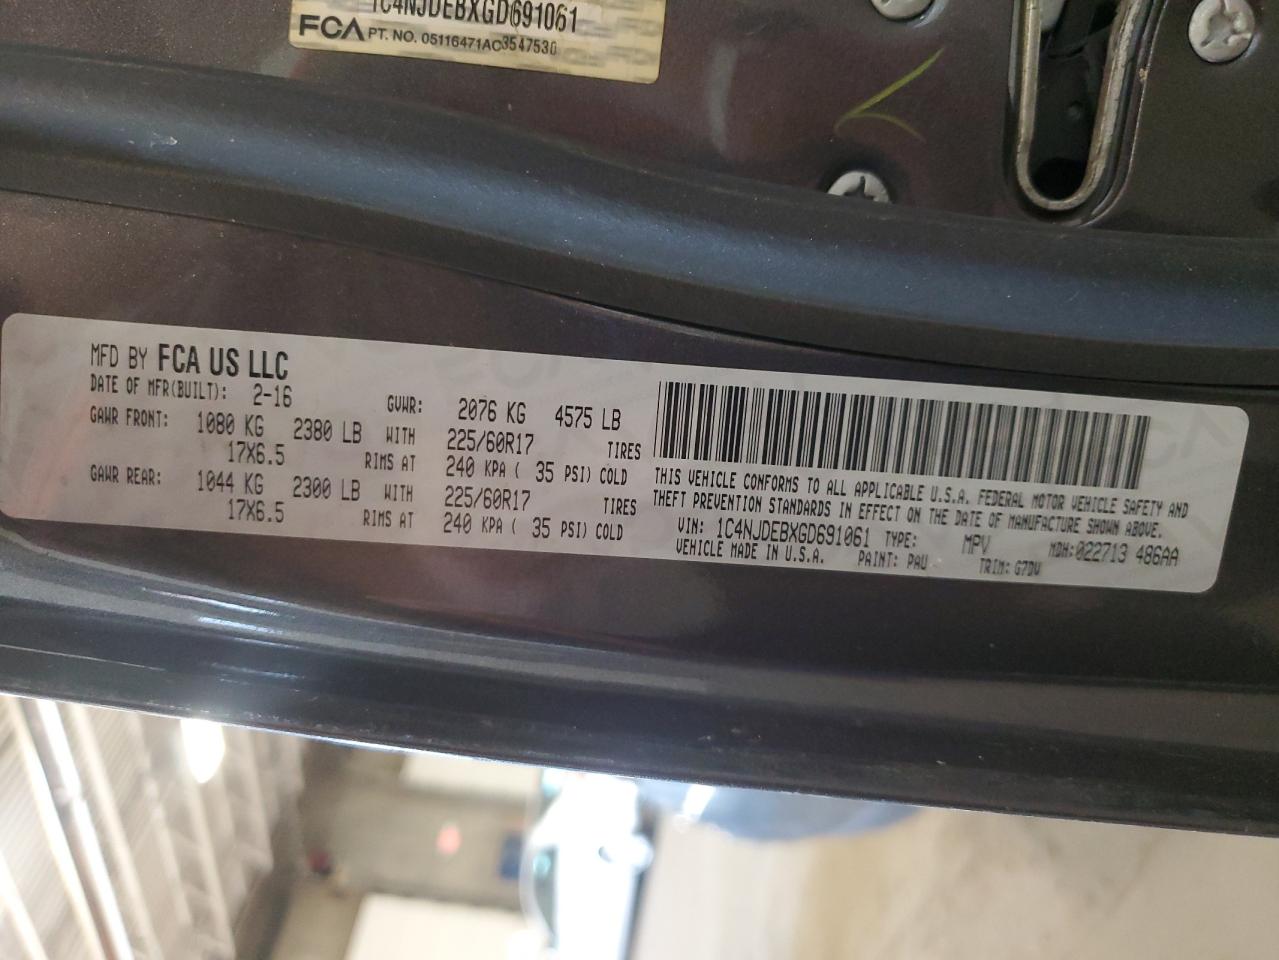 1C4NJDEBXGD691061
FCA PT. NO. 05116471AC3547530
MFD BY FCA US LLC
DATE OF MFR(BUILT): 2-16 GVWR: 2076 KG 4575 LB
GAWR FRONT: 1080 KG 2380 LB WITH 225/60R17 TIRES
17X6.5 RIMS AT 240 KPA ( 35 PSI) COLD
GAWR REAR: 1044 KG 2300 LB WITH 225/60R17 TIRES
17X6.5 RIMS AT 240 KPA ( 35 PSI) COLD
THIS VEHICLE CONFORMS TO ALL APPLICABLE U.S.A. FEDERAL MOTOR VEHICLE SAFETY AND
THEFT PREVENTION STANDARDS IN EFFECT ON THE DATE OF MANUFACTURE SHOWN ABOVE.
VIN: 1C4NJDEBXGD691061 TYPE: MPV MDH:022713 486AA
VEHICLE MADE IN U.S.A. PAINT: PAU TRIM: G7DV